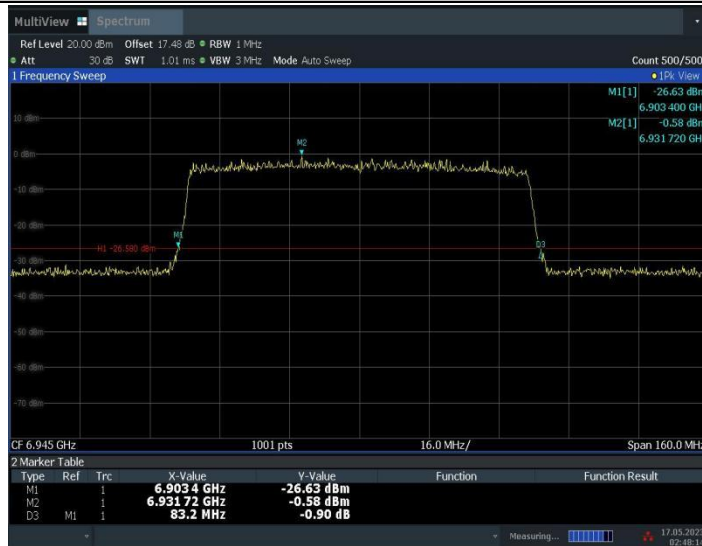 MultiView Spectrum
Ref Level 20.00 dBm Offset 17.48 dB RBW 1 MHz
Att 30 dB SWT 1.01 ms VBW 3 MHz Mode Auto Sweep Count 500/500
1 Frequency Sweep 1Pk View
M1[1] -26.63 dBm
6.903 400 GH
M2[1] -0.58 dBm
6.931 720 GH
10 dBm
M2
0 dBm
-10 dBm
-20 dBm
M1
H1 -26.580 dBm
D3
-30 dBm
-40 dBm
-50 dBm
-60 dBm
-70 dBm
CF 6.945 GHz 1001 pts 16.0 MHz/ Span 160.0 MHz
2 Marker Table
Type Ref Trc X-Value Y-Value Function Function Result
M1 1 6.9034 GHz -26.63 dBm
M2 1 6.93172 GHz -0.58 dBm
D3 M1 1 83.2 MHz -0.90 dB
Measuring... 17.05.2023
02:48:14